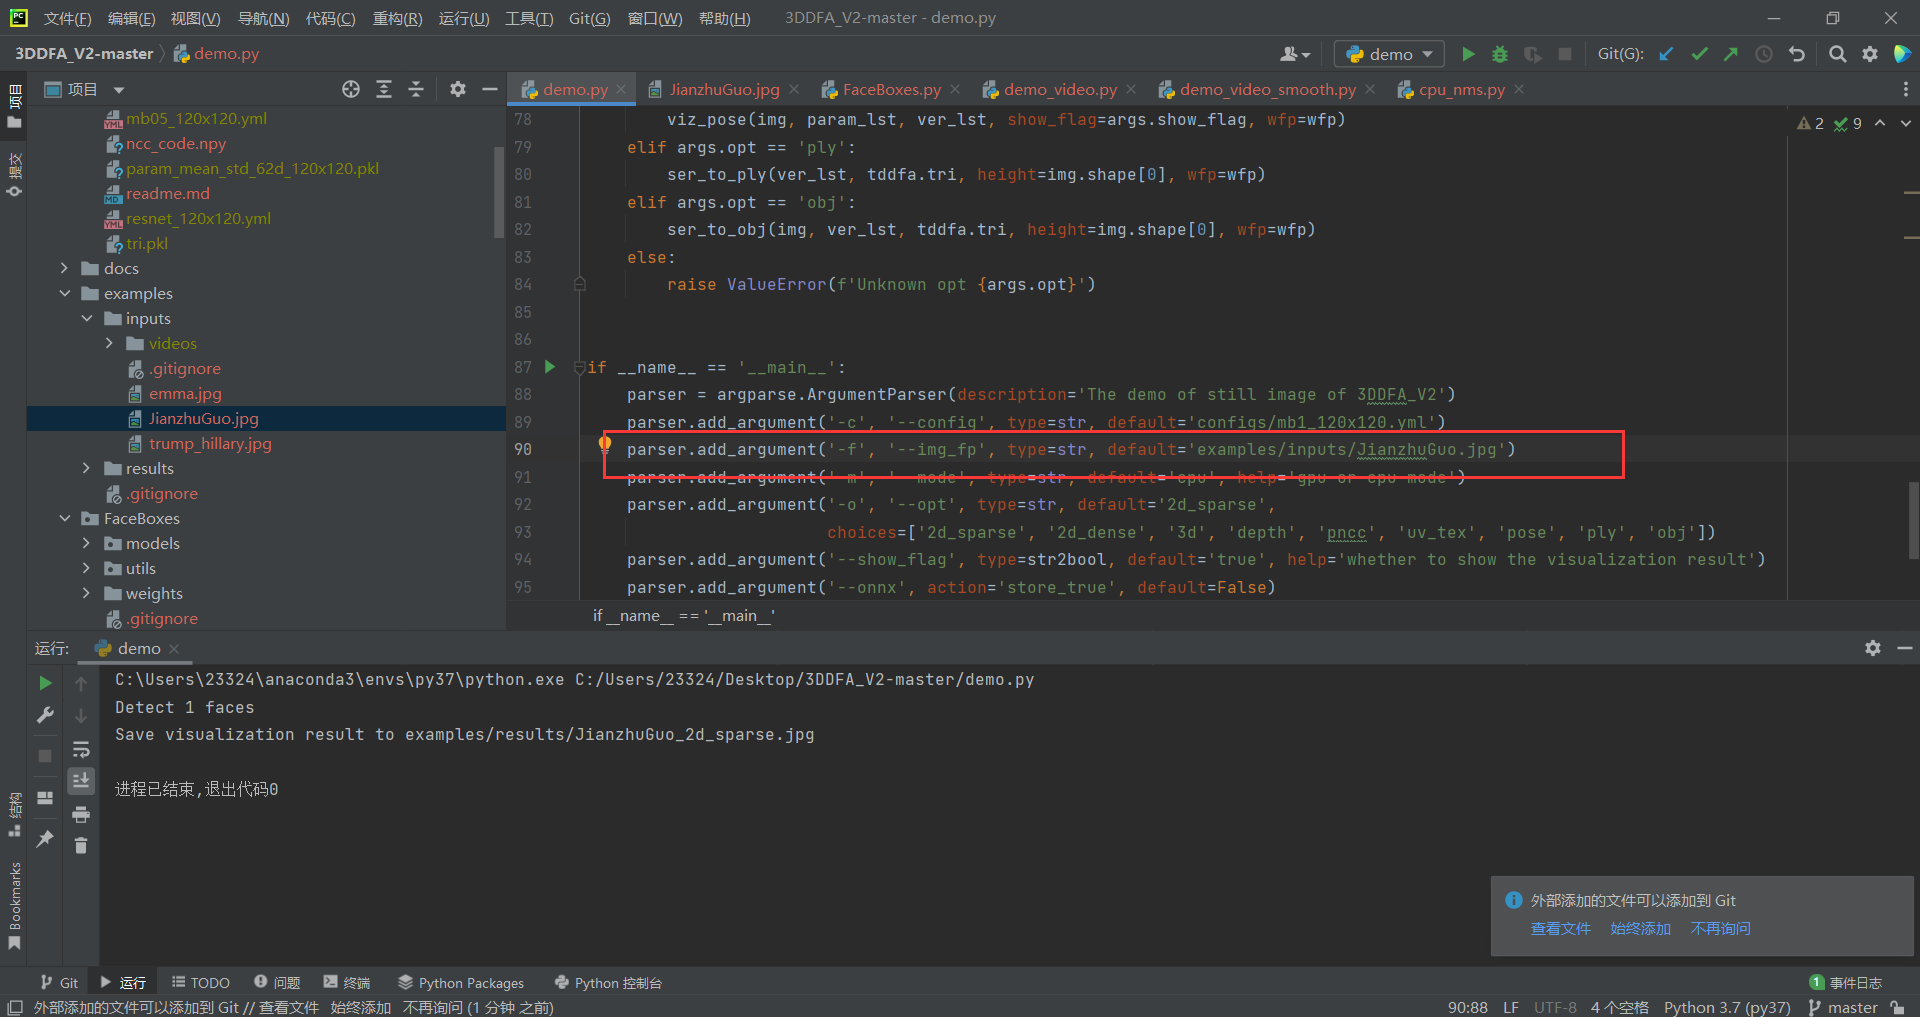 文件(F) 编辑(E) 视图(V) 导航(N) 代码(C) 重构(R) 运行(U) 工具(T) Git(G) 窗口(W) 帮助(H) 3DDFA_V2-master - demo.py
3DDFA_V2-master demo.py demo Git(G):
项目
提交
结构
Bookmarks
项目
mb05_120x120.yml
ncc_code.npy
param_mean_std_62d_120x120.pkl
readme.md
resnet_120x120.yml
tri.pkl
docs
examples
inputs
videos
.gitignore
emma.jpg
JianzhuGuo.jpg
trump_hillary.jpg
results
.gitignore
FaceBoxes
models
utils
weights
.gitignore
demo.py JianzhuGuo.jpg FaceBoxes.py demo_video.py demo_video_smooth.py cpu_nms.py
2 9
78 viz_pose(img, param_lst, ver_lst, show_flag=args.show_flag, wfp=wfp)
79 elif args.opt == 'ply':
80 ser_to_ply(ver_lst, tddfa.tri, height=img.shape[0], wfp=wfp)
81 elif args.opt == 'obj':
82 ser_to_obj(img, ver_lst, tddfa.tri, height=img.shape[0], wfp=wfp)
83 else:
84 raise ValueError(f'Unknown opt {args.opt}')
85
86
87 if __name__ == '__main__':
88 parser = argparse.ArgumentParser(description='The demo of still image of 3DDFA_V2')
89 parser.add_argument('-c', '--config', type=str, default='configs/mb1_120x120.yml')
90 parser.add_argument('-f', '--img_fp', type=str, default='examples/inputs/JianzhuGuo.jpg')
91 parser.add_argument('-m', '--mode', type=str, default='cpu', help='gpu or cpu mode')
92 parser.add_argument('-o', '--opt', type=str, default='2d_sparse',
93 choices=['2d_sparse', '2d_dense', '3d', 'depth', 'pncc', 'uv_tex', 'pose', 'ply', 'obj'])
94 parser.add_argument('--show_flag', type=str2bool, default='true', help='whether to show the visualization result')
95 parser.add_argument('--onnx', action='store_true', default=False)
if __name__ == '__main__'
运行: demo
C:\Users\23324\anaconda3\envs\py37\python.exe C:/Users/23324/Desktop/3DDFA_V2-master/demo.py
Detect 1 faces
Save visualization result to examples/results/JianzhuGuo_2d_sparse.jpg
进程已结束,退出代码0
外部添加的文件可以添加到 Git
查看文件 始终添加 不再询问
Git 运行 TODO 问题 终端 Python Packages Python 控制台 1 事件日志
外部添加的文件可以添加到 Git // 查看文件 始终添加 不再询问 (1 分钟 之前) 90:88 LF UTF-8 4 个空格 Python 3.7 (py37) master